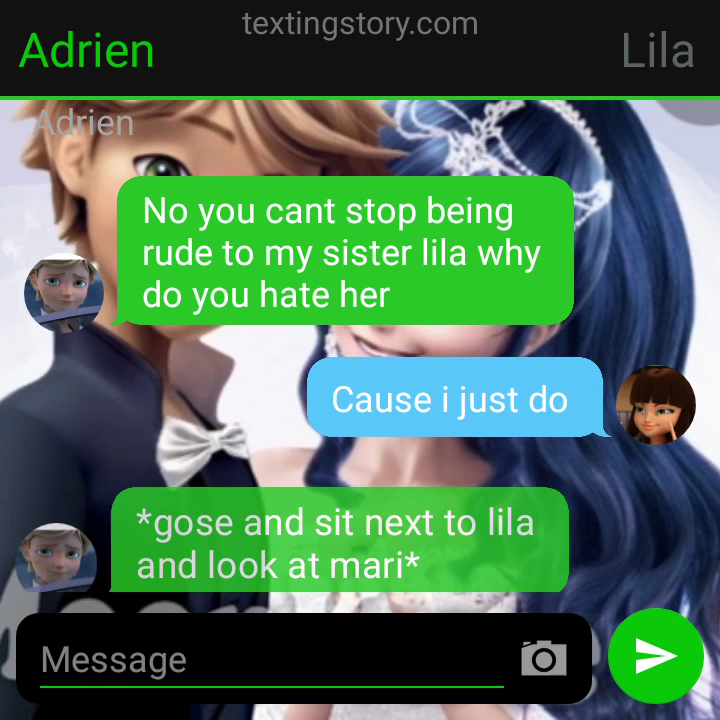 textingstory.com
Adrien
Lila
Adrien
No you cant stop being
rude to my sister lila why
do you hate her
Cause i just do
*gose and sit next to lila
and look at mari*
Message